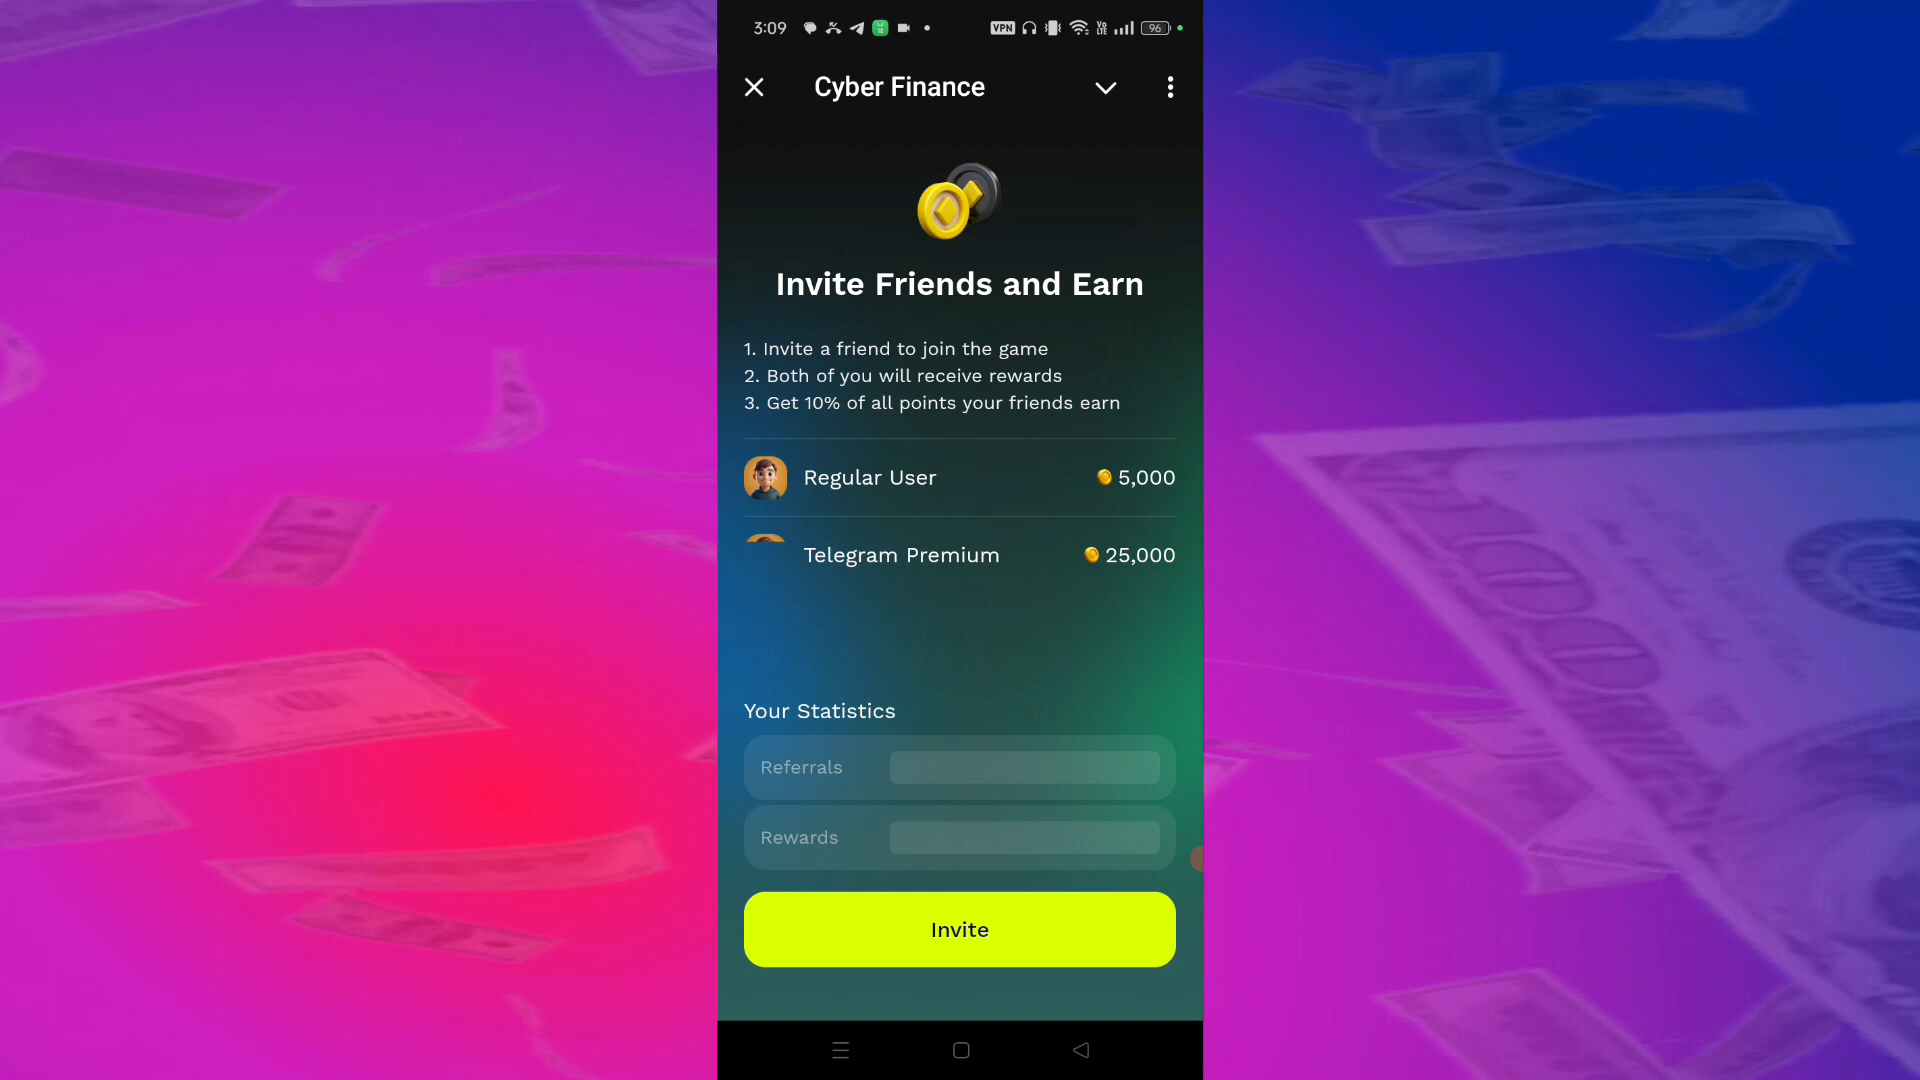 3:09
VPN
Vo
LTE
96
Cyber Finance
Invite Friends and Earn
1. Invite a friend to join the game
2. Both of you will receive rewards
3. Get 10% of all points your friends earn
Regular User 5,000
Telegram Premium 25,000
Your Statistics
Referrals
Rewards
Invite